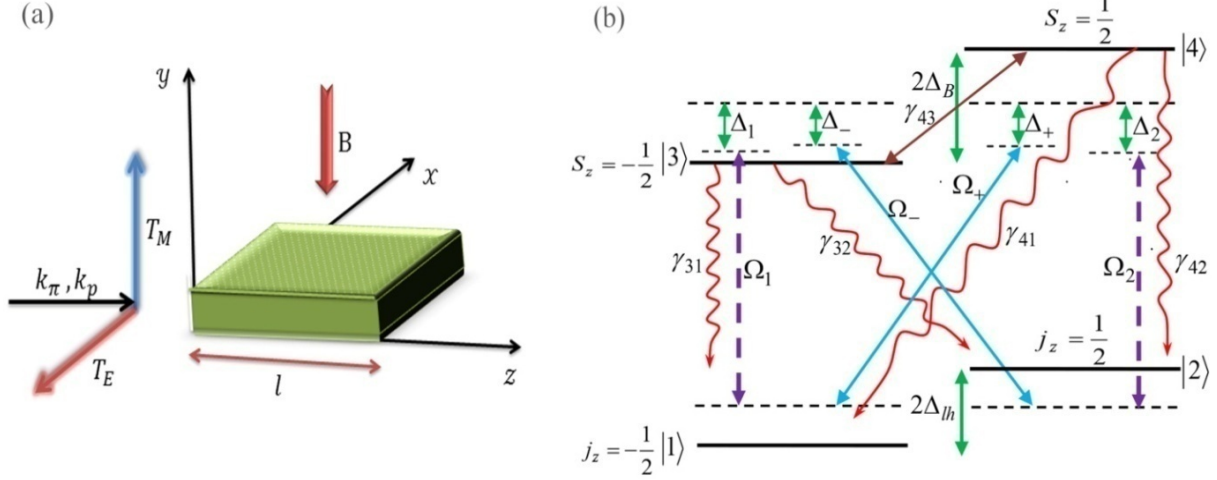 (a)
y
B
x
T_M
k_π, k_p
T_E
l
z
(b)
S_z = 1/2
|4⟩
2Δ_B
γ_43
Δ_1
Δ_-
Δ_+
Δ_2
S_z = -1/2 |3⟩
Ω_-
Ω_+
γ_31
Ω_1
γ_32
γ_41
Ω_2
γ_42
j_z = 1/2
|2⟩
2Δ_lh
j_z = -1/2 |1⟩